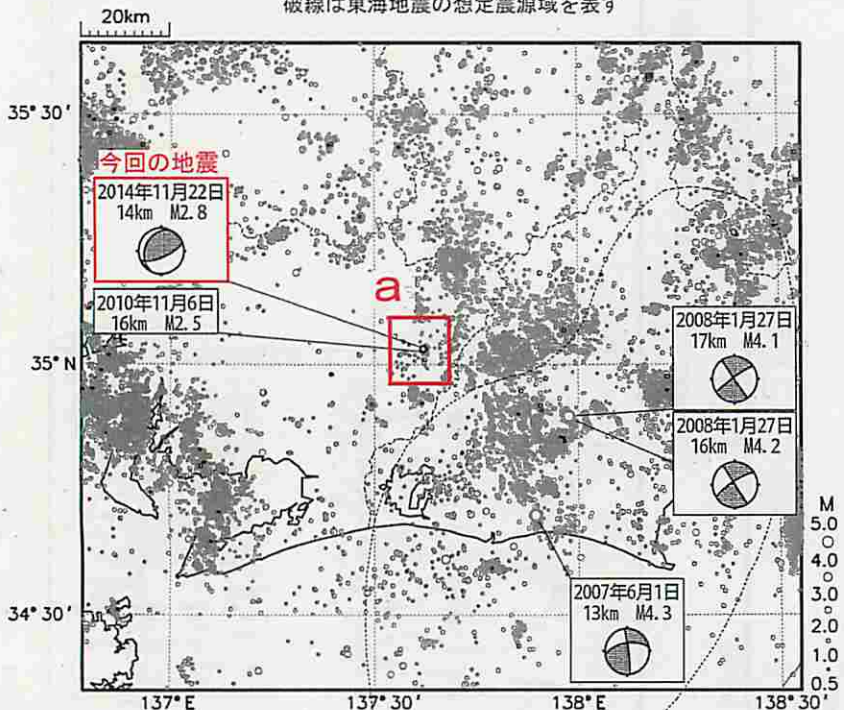 破線は東海地震の想定震源域を表す
20km
35°30′
今回の地震
2014年11月22日
14km M2.8
2010年11月6日
16km M2.5
a
2008年1月27日
17km M4.1
35°N
2008年1月27日
16km M4.2
M
5.0
4.0
3.0
2.0
1.0
0.5
2007年6月1日
13km M4.3
34°30′
137°E
137°30′
138°E
138°30′